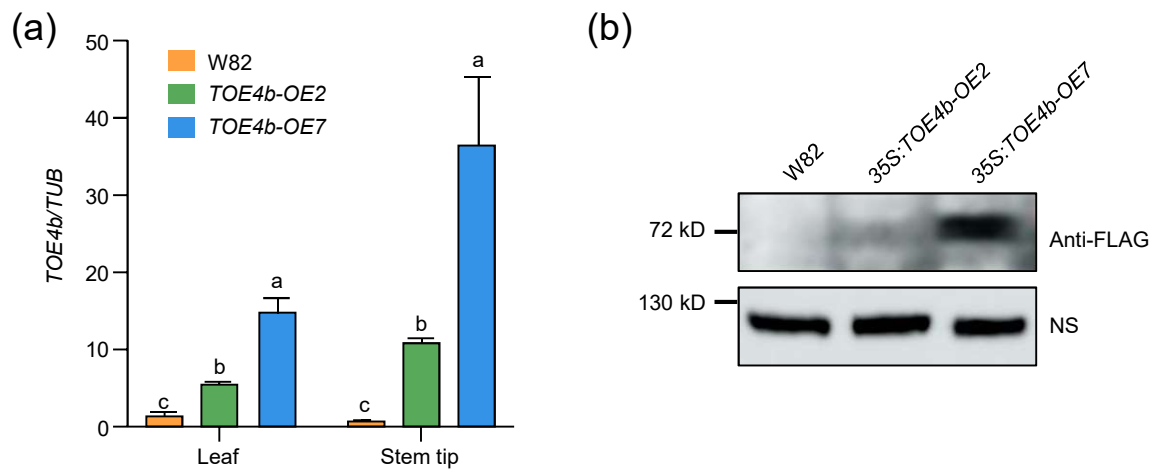 (a)
50
40
30
20
10
0
TOE4b/TUB
W82
TOE4b-OE2
TOE4b-OE7
c
b
a
c
b
a
Leaf
Stem tip
(b)
W82
35S:TOE4b-OE2
35S:TOE4b-OE7
72 kD
Anti-FLAG
130 kD
NS